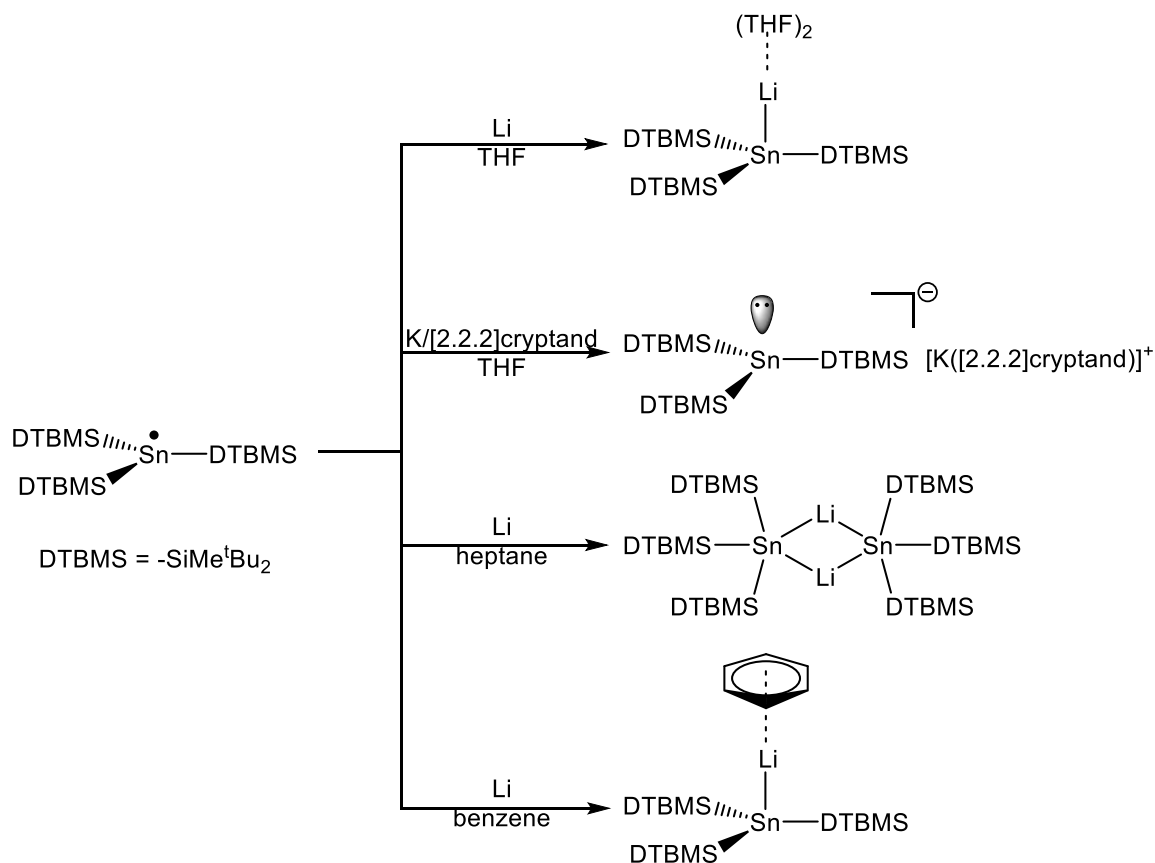 (THF)₂
Li
Li
THF
DTBMS
Sn
DTBMS
DTBMS
K/[2.2.2]cryptand
THF
DTBMS
Sn
DTBMS
DTBMS
⊖
[K([2.2.2]cryptand)]⁺
DTBMS
Sn
DTBMS
DTBMS
DTBMS = -SiMeᵗBu₂
Li
heptane
DTBMS
DTBMS
DTBMS
Sn
Li
Li
Sn
DTBMS
DTBMS
DTBMS
Li
benzene
Li
DTBMS
Sn
DTBMS
DTBMS